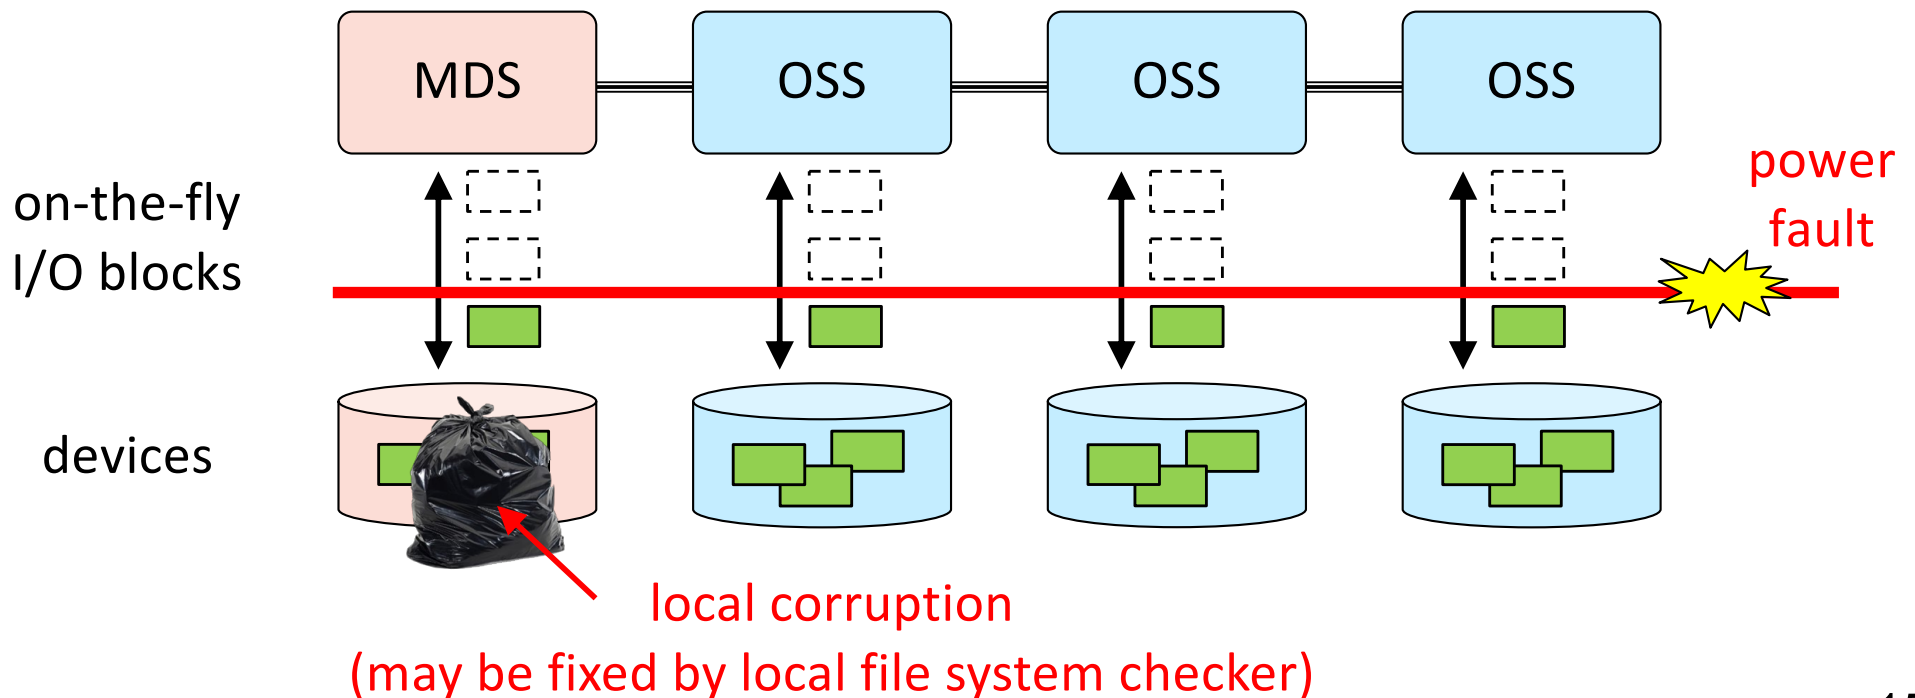 MDS
OSS
OSS
OSS
on-the-fly
I/O blocks
power
fault
devices
local corruption
(may be fixed by local file system checker)